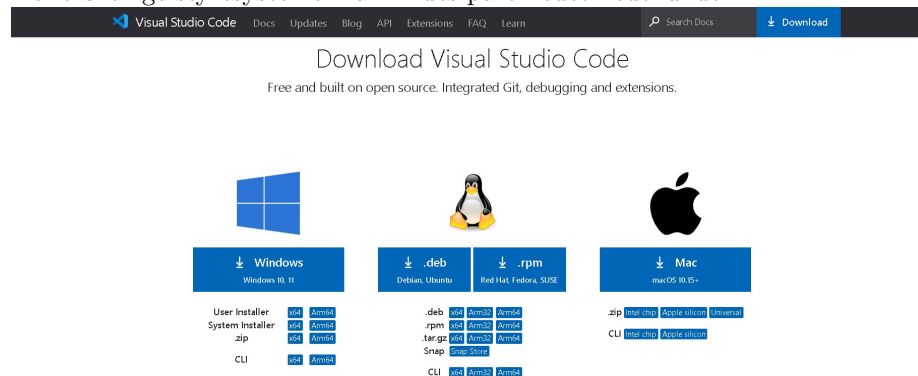 Visual Studio Code Docs Updates Blog API Extensions FAQ Learn Search Docs Download
Download Visual Studio Code
Free and built on open source. Integrated Git, debugging and extensions.
Windows
Windows 10, 11
User Installer x64 Arm64
System Installer x64 Arm64
.zip x64 Arm64
CLI x64 Arm64
.deb
Debian, Ubuntu
.rpm
Red Hat, Fedora, SUSE
.deb x64 Arm32 Arm64
.rpm x64 Arm32 Arm64
.tar.gz x64 Arm32 Arm64
Snap Snap Store
CLI x64 Arm32 Arm64
Mac
macOS 10.15+
.zip Intel chip Apple silicon Universal
CLI Intel chip Apple silicon